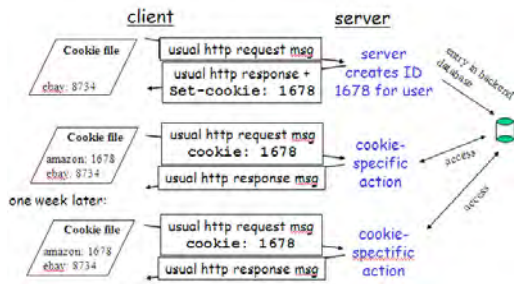 client
server
Cookie file
ebay: 8734
usual http request msg
usual http response +
Set-cookie: 1678
server
creates ID
1678 for user
entry in backend
database
Cookie file
amazon: 1678
ebay: 8734
usual http request msg
cookie: 1678
usual http response msg
cookie-
specific
action
access
one week later:
Cookie file
amazon: 1678
ebay: 8734
usual http request msg
cookie: 1678
usual http response msg
cookie-
spectific
action
access